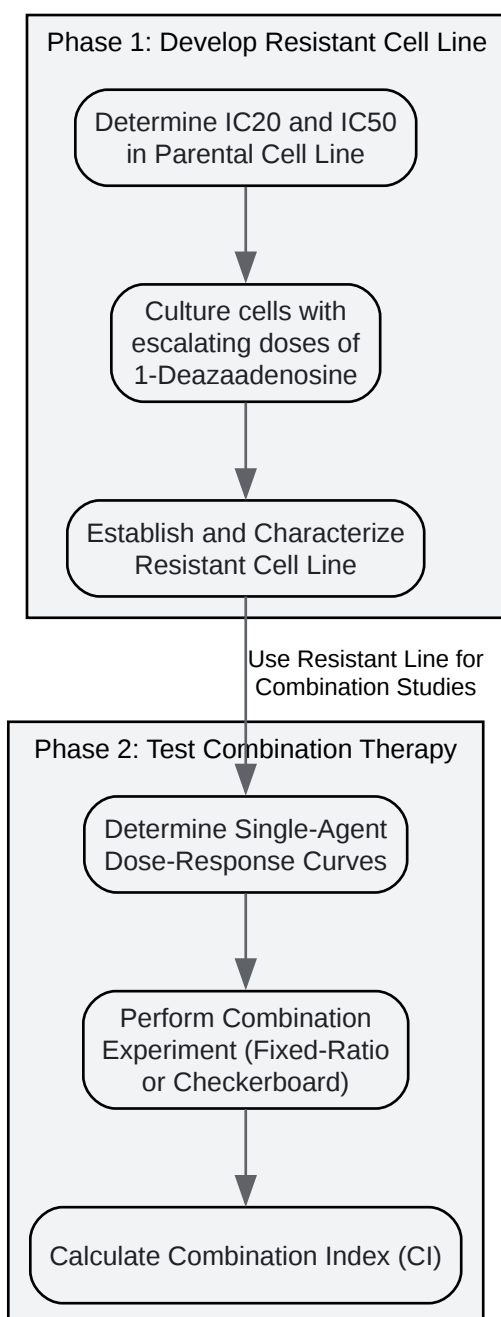 Phase 1: Develop Resistant Cell Line
Determine IC20 and IC50
in Parental Cell Line
Culture cells with
escalating doses of
1-Deazaadenosine
Establish and Characterize
Resistant Cell Line
Use Resistant Line for
Combination Studies
Phase 2: Test Combination Therapy
Determine Single-Agent
Dose-Response Curves
Perform Combination
Experiment (Fixed-Ratio
or Checkerboard)
Calculate Combination Index (CI)